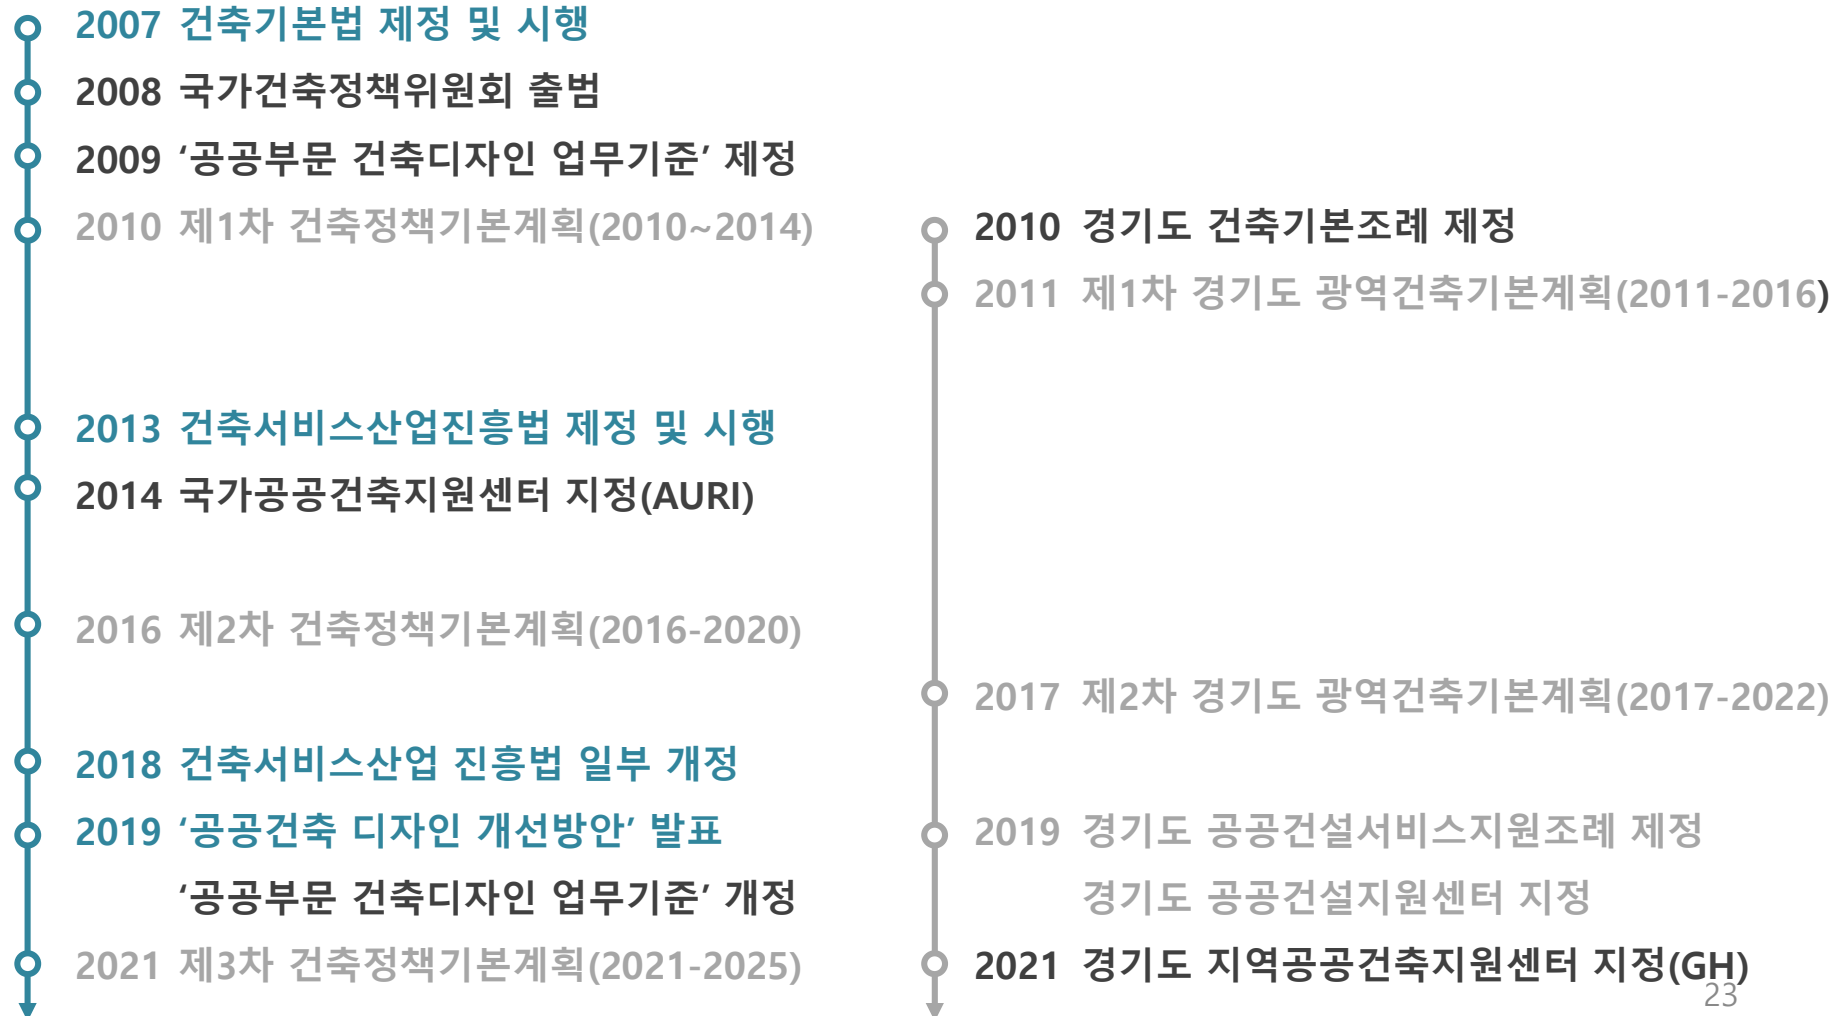 2007 건축기본법 제정 및 시행
2008 국가건축정책위원회 출범
2009 ‘공공부문 건축디자인 업무기준’ 제정
2010 제1차 건축정책기본계획(2010~2014)
2013 건축서비스산업진흥법 제정 및 시행
2014 국가공공건축지원센터 지정(AURI)
2016 제2차 건축정책기본계획(2016-2020)
2018 건축서비스산업 진흥법 일부 개정
2019 ‘공공건축 디자인 개선방안’ 발표
‘공공부문 건축디자인 업무기준’ 개정
2021 제3차 건축정책기본계획(2021-2025)
2010 경기도 건축기본조례 제정
2011 제1차 경기도 광역건축기본계획(2011-2016)
2017 제2차 경기도 광역건축기본계획(2017-2022)
2019 경기도 공공건설서비스지원조례 제정
경기도 공공건설지원센터 지정
2021 경기도 지역공공건축지원센터 지정(GH)
23